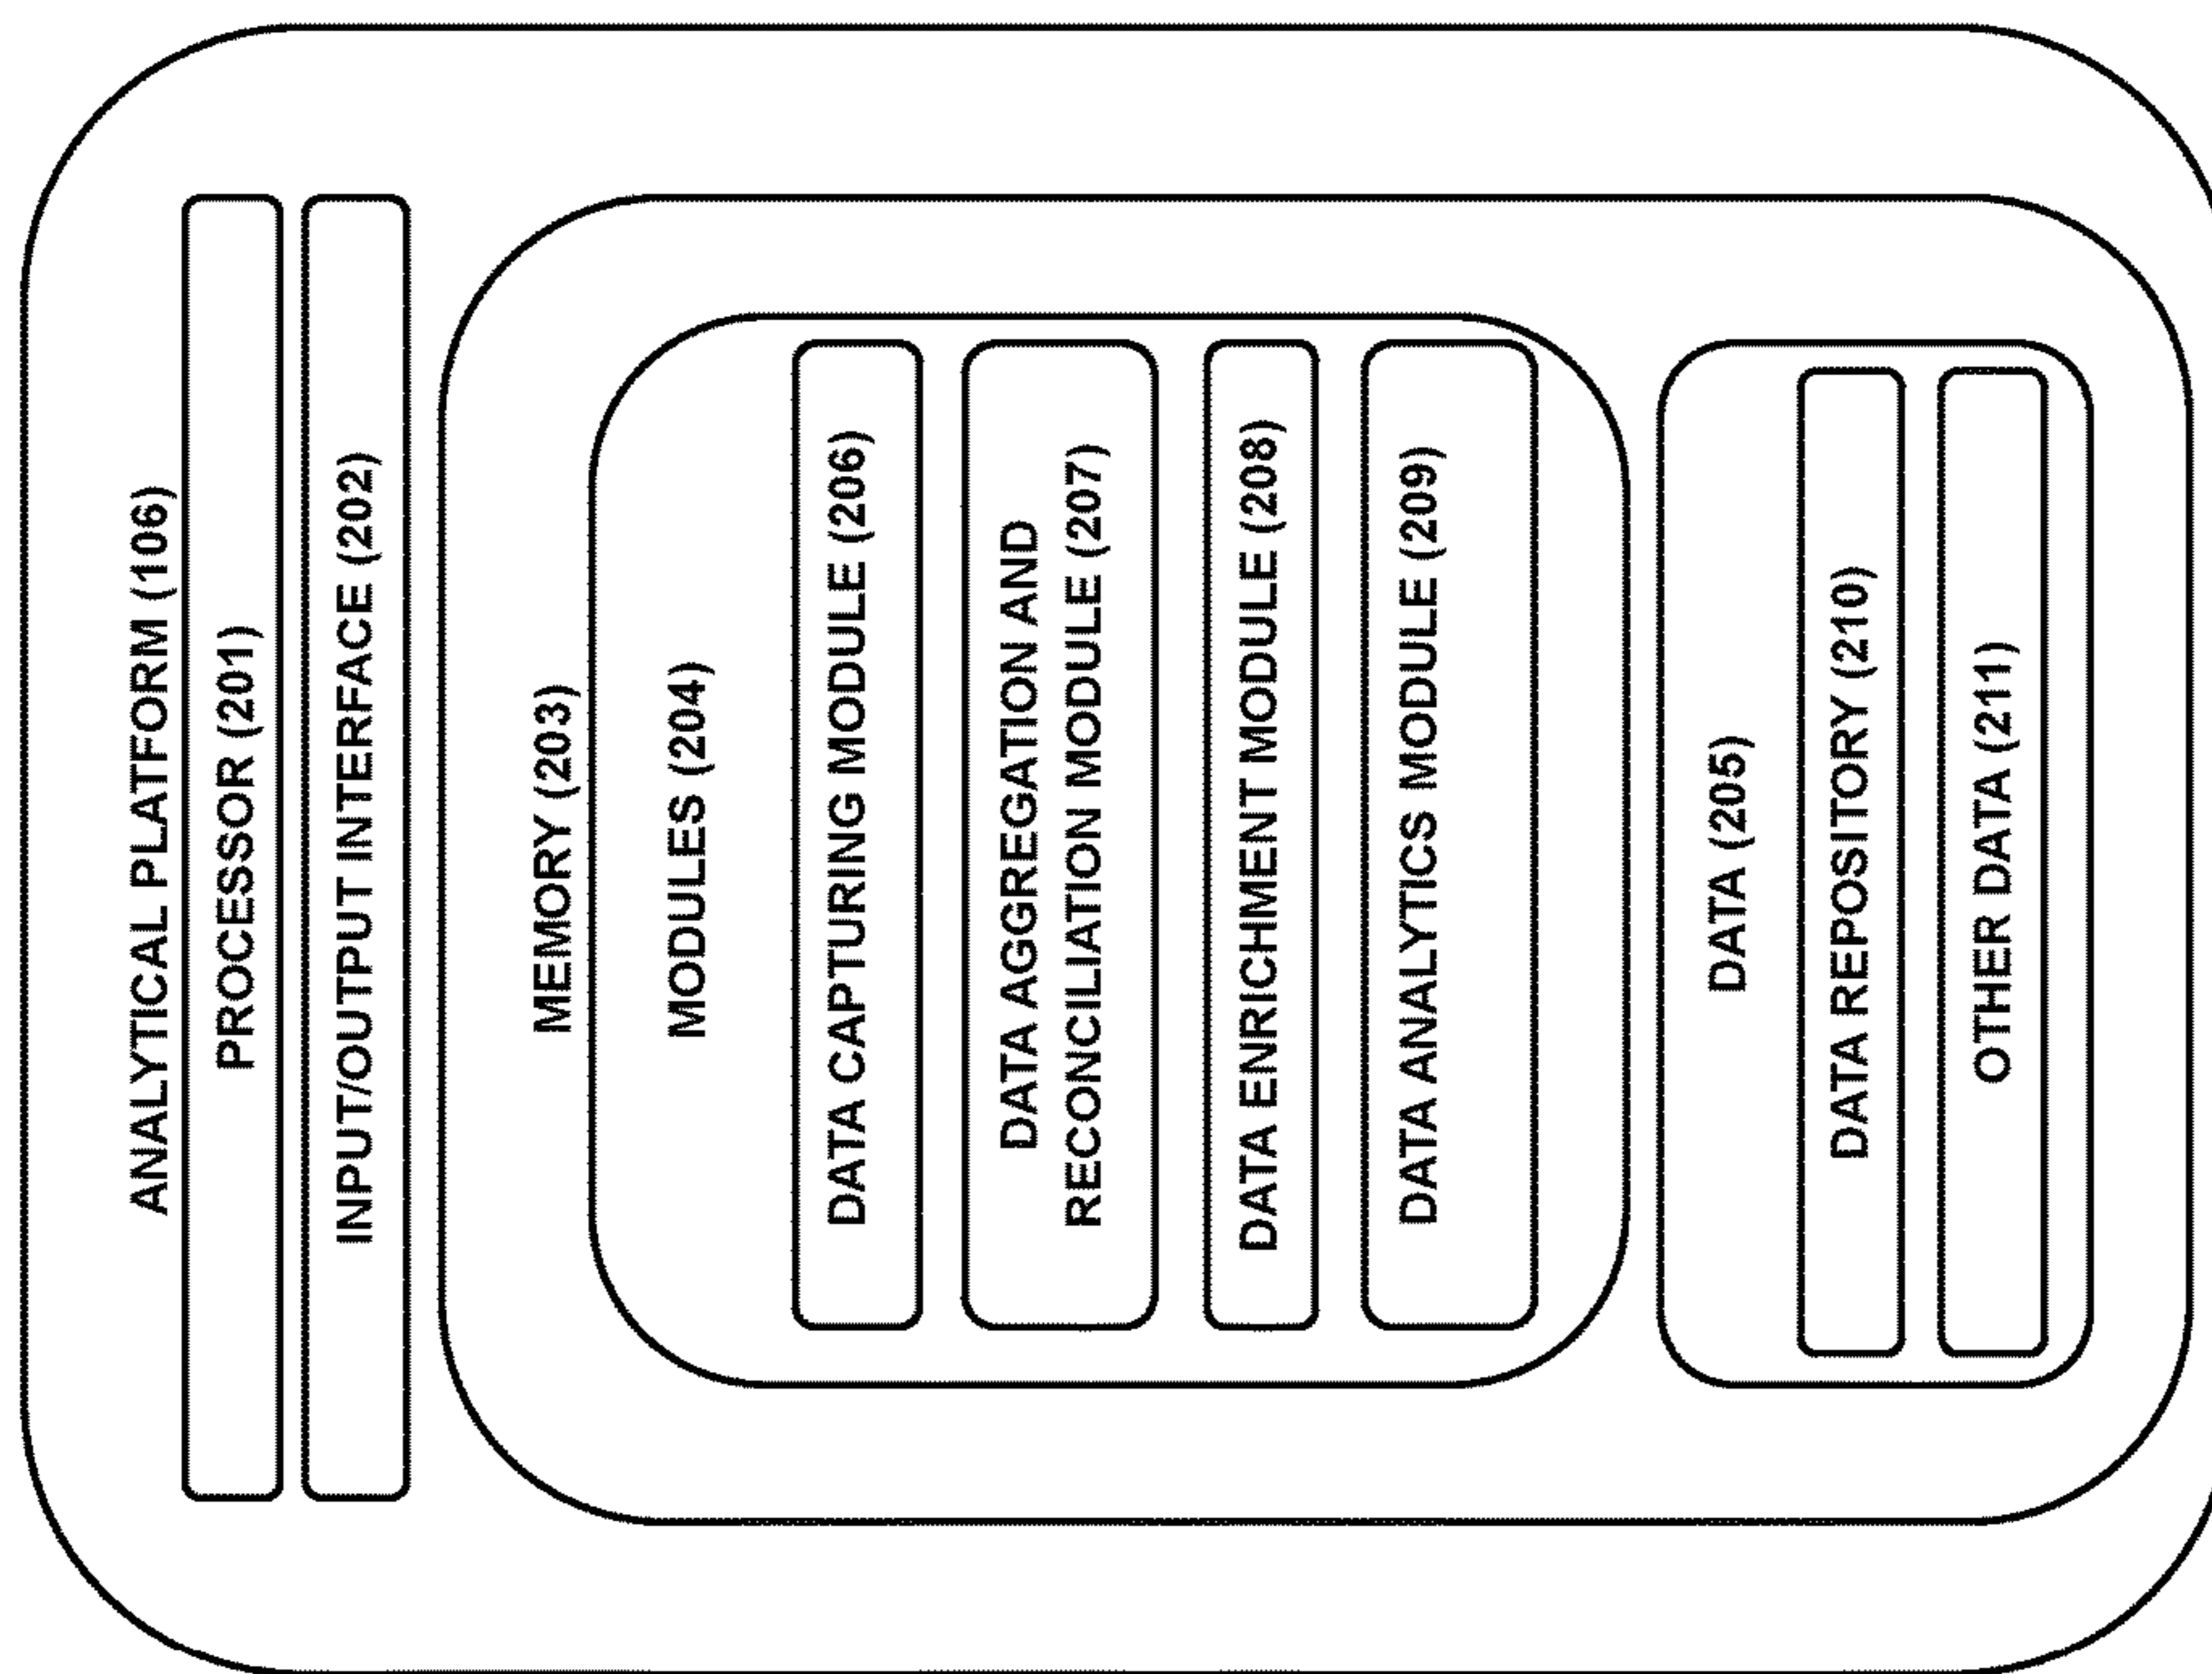 ANALYTICAL PLATFORM (106)
PROCESSOR (201)
INPUT/OUTPUT INTERFACE (202)
MEMORY (203)
MODULES (204)
DATA CAPTURING MODULE (206)
DATA AGGREGATION AND
RECONCILIATION MODULE (207)
DATA ENRICHMENT MODULE (208)
DATA ANALYTICS MODULE (209)
DATA (205)
DATA REPOSITORY (210)
OTHER DATA (211)